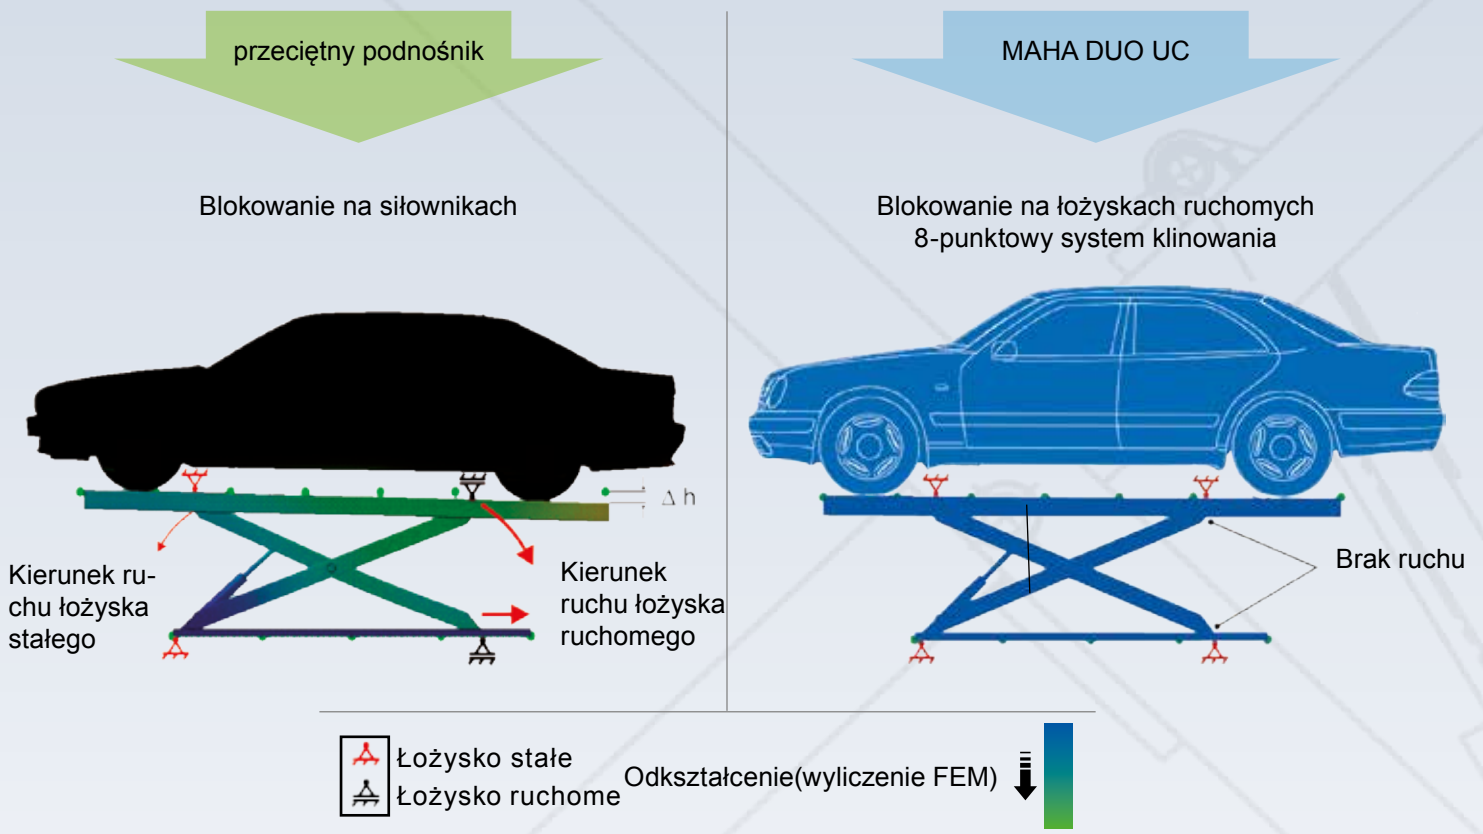 przeciętny podnośnik
MAHA DUO UC
Blokowanie na siłownikach
Blokowanie na łożyskach ruchomych
8-punktowy system klinowania
Δ h
Kierunek ru-
chu łożyska
stałego
Kierunek
ruchu łożyska
ruchomego
Brak ruchu
Łożysko stałe
Łożysko ruchome
Odkształcenie(wyliczenie FEM)